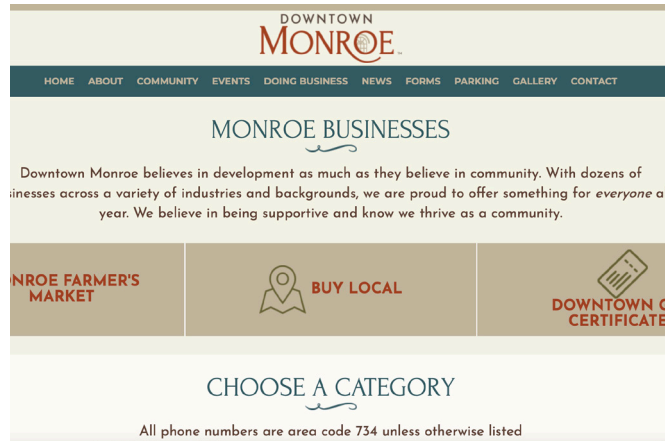 DOWNTOWN
MONROE
HOME ABOUT COMMUNITY EVENTS DOING BUSINESS NEWS FORMS PARKING GALLERY CONTACT
MONROE BUSINESSES
Downtown Monroe believes in development as much as they believe in community. With dozens of
across a variety of industries and backgrounds, we are proud to offer something for everyone
year. We believe in being supportive and know we thrive as a community.
FARMER'S
MARKET
BUY LOCAL
DOWNTOWN
CERTIFICATE
CHOOSE A CATEGORY
All phone numbers are area code 734 unless otherwise listed